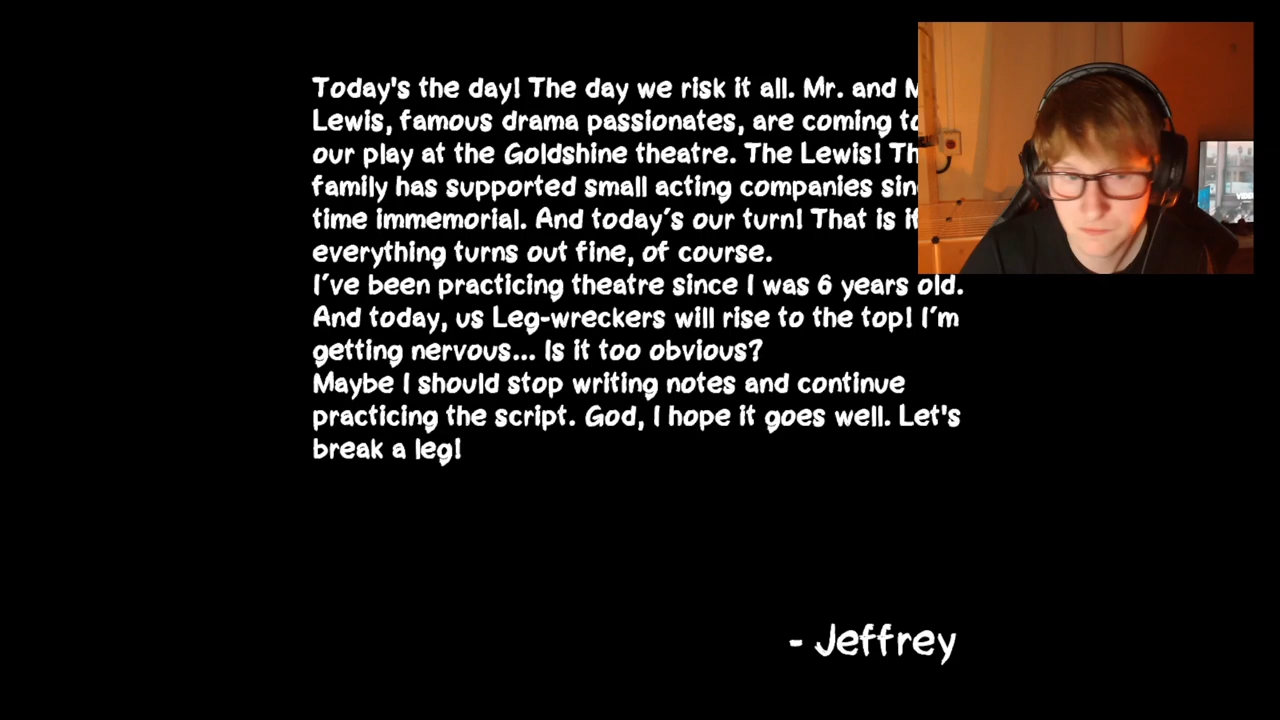 Today's the day! The day we risk it all. Mr. and
Lewis, famous drama passionates, are coming
our play at the Goldshine theatre. The Lewis!
family has supported small acting companies
time immemorial. And today's our turn! That is
everything turns out fine, of course.
I've been practicing theatre since I was 6 years old.
And today, us Leg-wreckers will rise to the top! I'm
getting nervous... Is it too obvious?
Maybe I should stop writing notes and continue
practicing the script. God, I hope it goes well. Let's
break a leg!
- Jeffrey